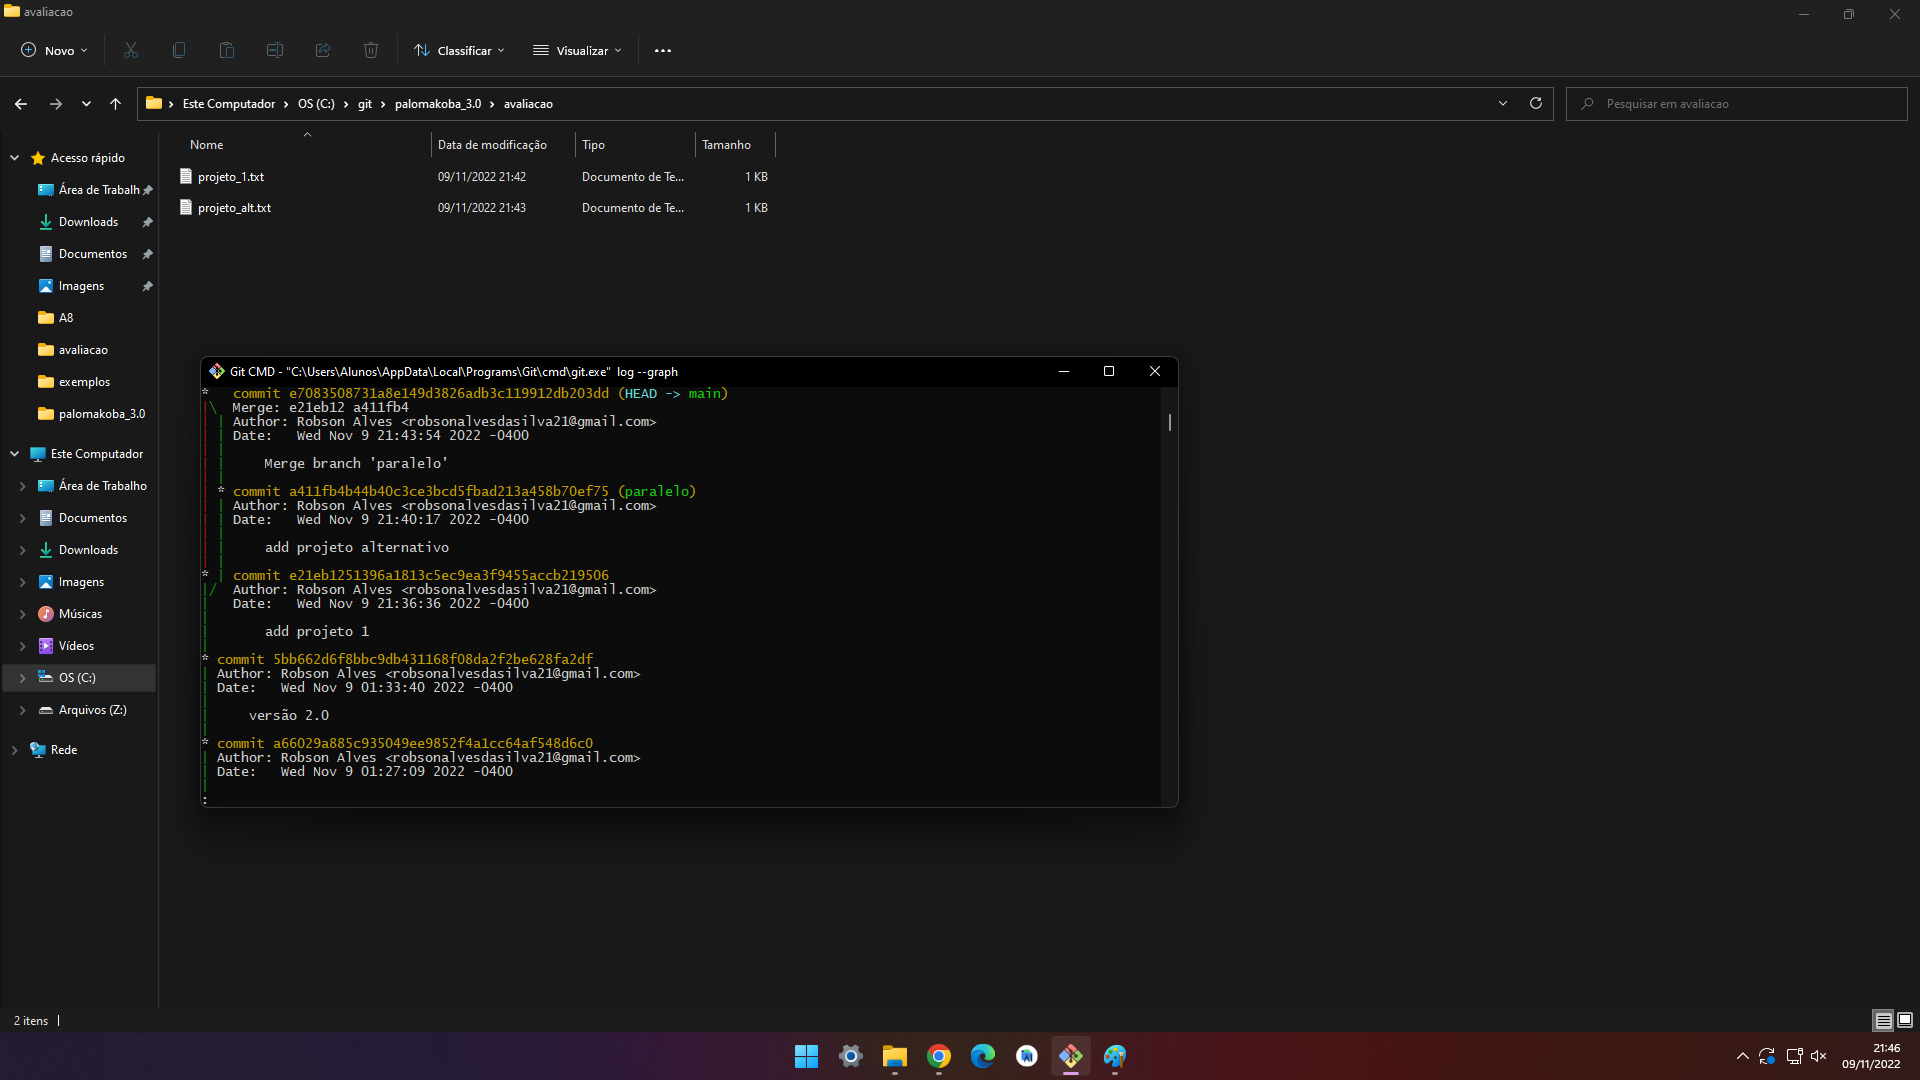 avaliacao
Novo
Classificar
Visualizar
Este Computador
OS (C:)
git
palomakoba_3.0
avaliacao
Pesquisar em avaliacao
Nome
Data de modificação
Tipo
Tamanho
projeto_1.txt
09/11/2022 21:42
Documento de Te...
1 KB
projeto_alt.txt
09/11/2022 21:43
Documento de Te...
1 KB
Acesso rápido
Área de Trabalh
Downloads
Documentos
Imagens
A8
avaliacao
exemplos
palomakoba_3.0
Este Computador
Área de Trabalho
Documentos
Downloads
Imagens
Músicas
Vídeos
OS (C:)
Arquivos (Z:)
Rede
Git CMD - "C:\Users\Alunos\AppData\Local\Programs\Git\cmd\git.exe"  log --graph
*   commit e7083508731a8e149d3826adb3c119912db203dd (HEAD -> main)
|\  Merge: e21eb12 a411fb4
| | Author: Robson Alves <robsonalvesdasilva21@gmail.com>
| | Date:   Wed Nov 9 21:43:54 2022 -0400
| |
| |     Merge branch 'paralelo'
| |
| * commit a411fb4b44b40c3ce3bcd5fbad213a458b70ef75 (paralelo)
| | Author: Robson Alves <robsonalvesdasilva21@gmail.com>
| | Date:   Wed Nov 9 21:40:17 2022 -0400
| |
| |     add projeto alternativo
| |
* | commit e21eb1251396a1813c5ec9ea3f9455accb219506
|/  Author: Robson Alves <robsonalvesdasilva21@gmail.com>
|   Date:   Wed Nov 9 21:36:36 2022 -0400
|
|       add projeto 1
|
* commit 5bb662d6f8bbc9db431168f08da2f2be628fa2df
| Author: Robson Alves <robsonalvesdasilva21@gmail.com>
| Date:   Wed Nov 9 01:33:40 2022 -0400
|
|     versão 2.0
|
* commit a66029a885c935049ee9852f4a1cc64af548d6c0
| Author: Robson Alves <robsonalvesdasilva21@gmail.com>
| Date:   Wed Nov 9 01:27:09 2022 -0400
|
:
2 itens
21:46
09/11/2022